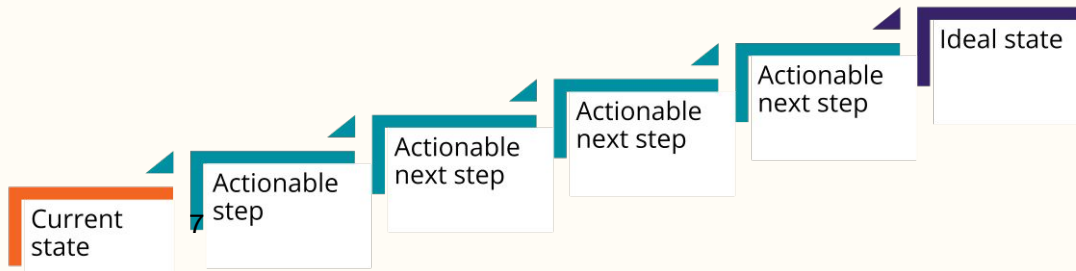 Current
state
7
Actionable
step
Actionable
next step
Actionable
next step
Actionable
next step
Ideal state